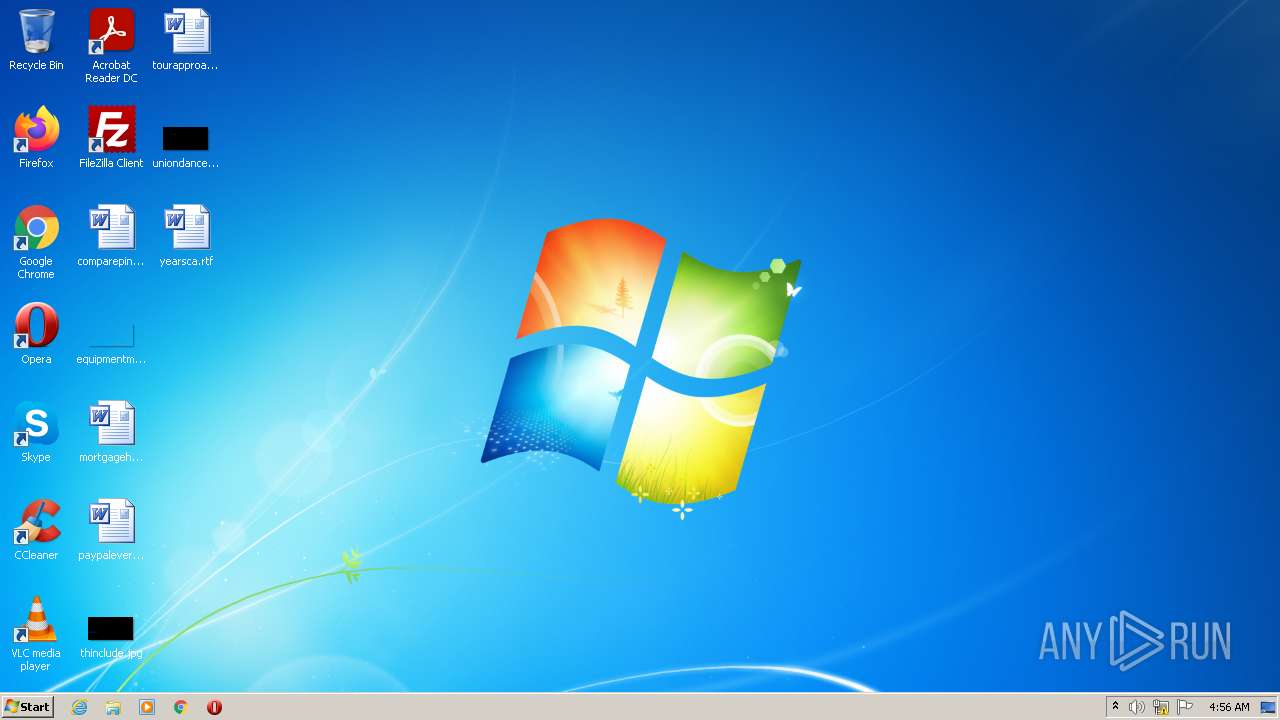 Recycle Bin
Acrobat
Reader DC
tourapproa...
Firefox
FileZilla Client
uniondance...
Google
Chrome
comparepin...
yearsca.rtf
Opera
equipmentm...
Skype
mortgageh...
CCleaner
paypalever...
VLC media
player
thinclude.jpg
ANY RUN
Start
4:56 AM